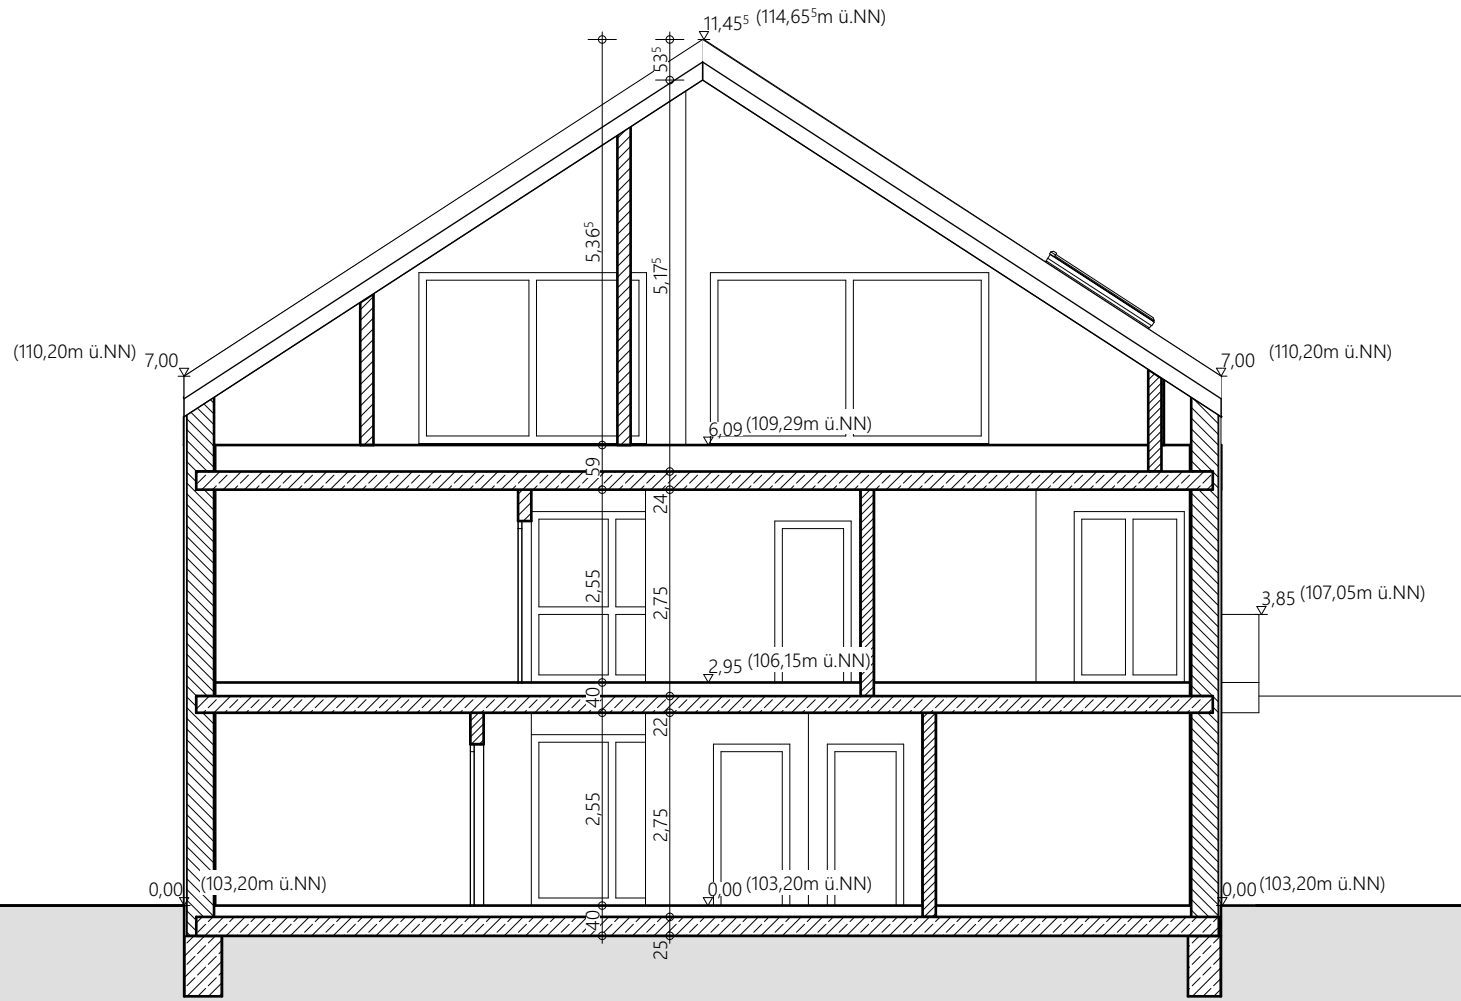 11,45⁵ (114,65⁵m ü.NN)
53⁵
5,36⁵
5,17⁵
(110,20m ü.NN) 7,00
7,00 (110,20m ü.NN)
6,09 (109,29m ü.NN)
59
24
2,55
2,75
3,85 (107,05m ü.NN)
2,95 (106,15m ü.NN)
40
22
2,55
2,75
0,00 (103,20m ü.NN)
0,00 (103,20m ü.NN)
0,00 (103,20m ü.NN)
40
25